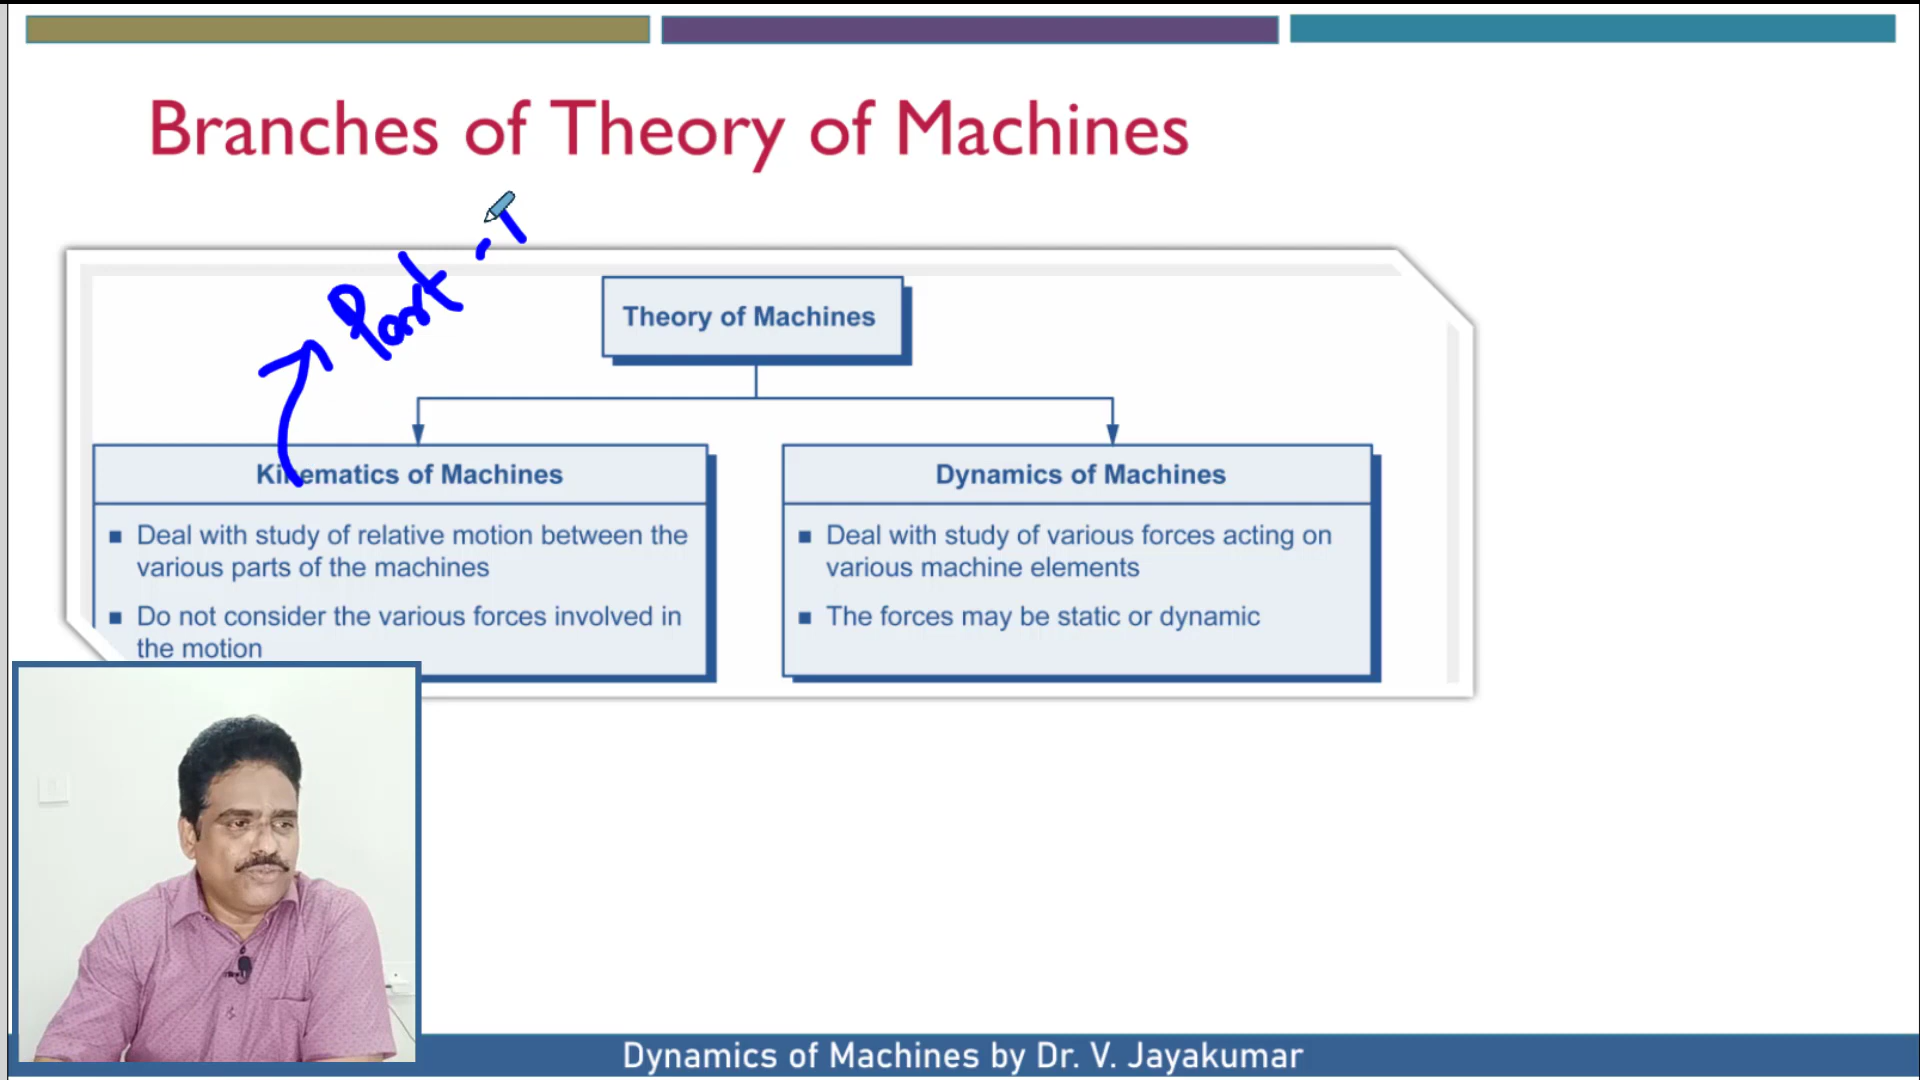 Branches of Theory of Machines
Part - I
Theory of Machines
Kinematics of Machines
■ Deal with study of relative motion between the
various parts of the machines
■ Do not consider the various forces involved in
the motion
Dynamics of Machines
■ Deal with study of various forces acting on
various machine elements
■ The forces may be static or dynamic
Dynamics of Machines by Dr. V. Jayakumar